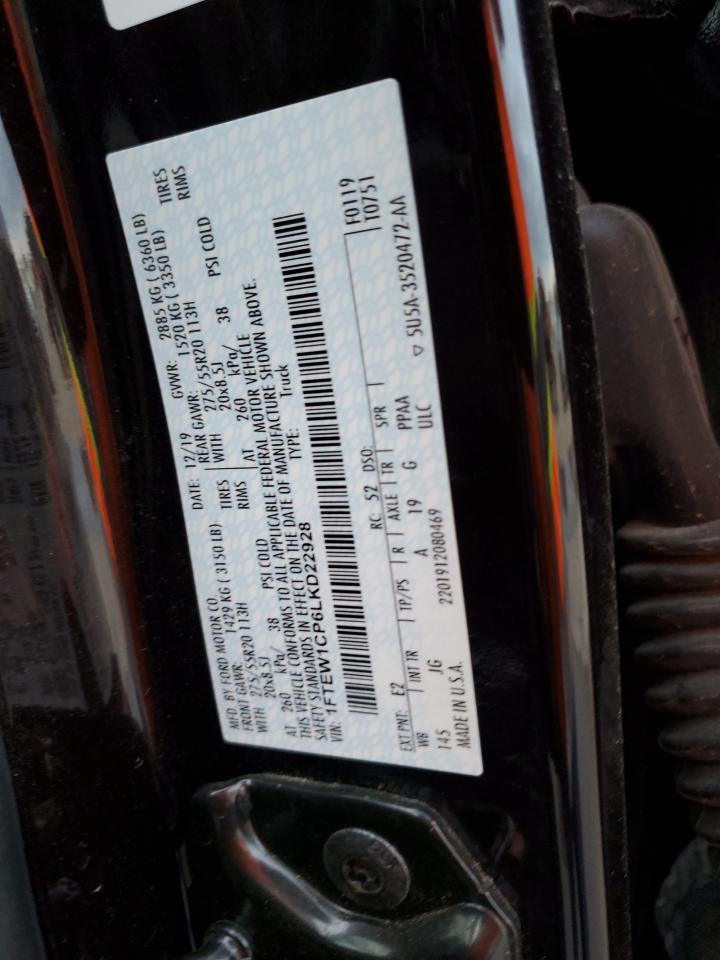 MFD. BY FORD MOTOR CO.
DATE: 12/19 GVWR: 2885 KG ( 6360 LB)
FRONT GAWR: 1429 KG ( 3150 LB) REAR GAWR: 1520 KG ( 3350 LB)
WITH 275/55R20 113H TIRES WITH 275/55R20 113H TIRES
20x8.5J RIMS 20x8.5J RIMS
AT 260 kPa/ 38 PSI COLD AT 260 kPa/ 38 PSI COLD
THIS VEHICLE CONFORMS TO ALL APPLICABLE FEDERAL MOTOR VEHICLE
SAFETY STANDARDS IN EFFECT ON THE DATE OF MANUFACTURE SHOWN ABOVE.
VIN: 1FTEW1CP6LKD22928 TYPE: Truck
F0119
T0751
EXT PNT: E2 RC: 52 DSO:
WB INT TR TP/PS R AXLE TR SPR
145 JG A 19 G PPAA
MADE IN U.S.A. 2201912080469 ULC ▽ 5U5A-3520472-AA